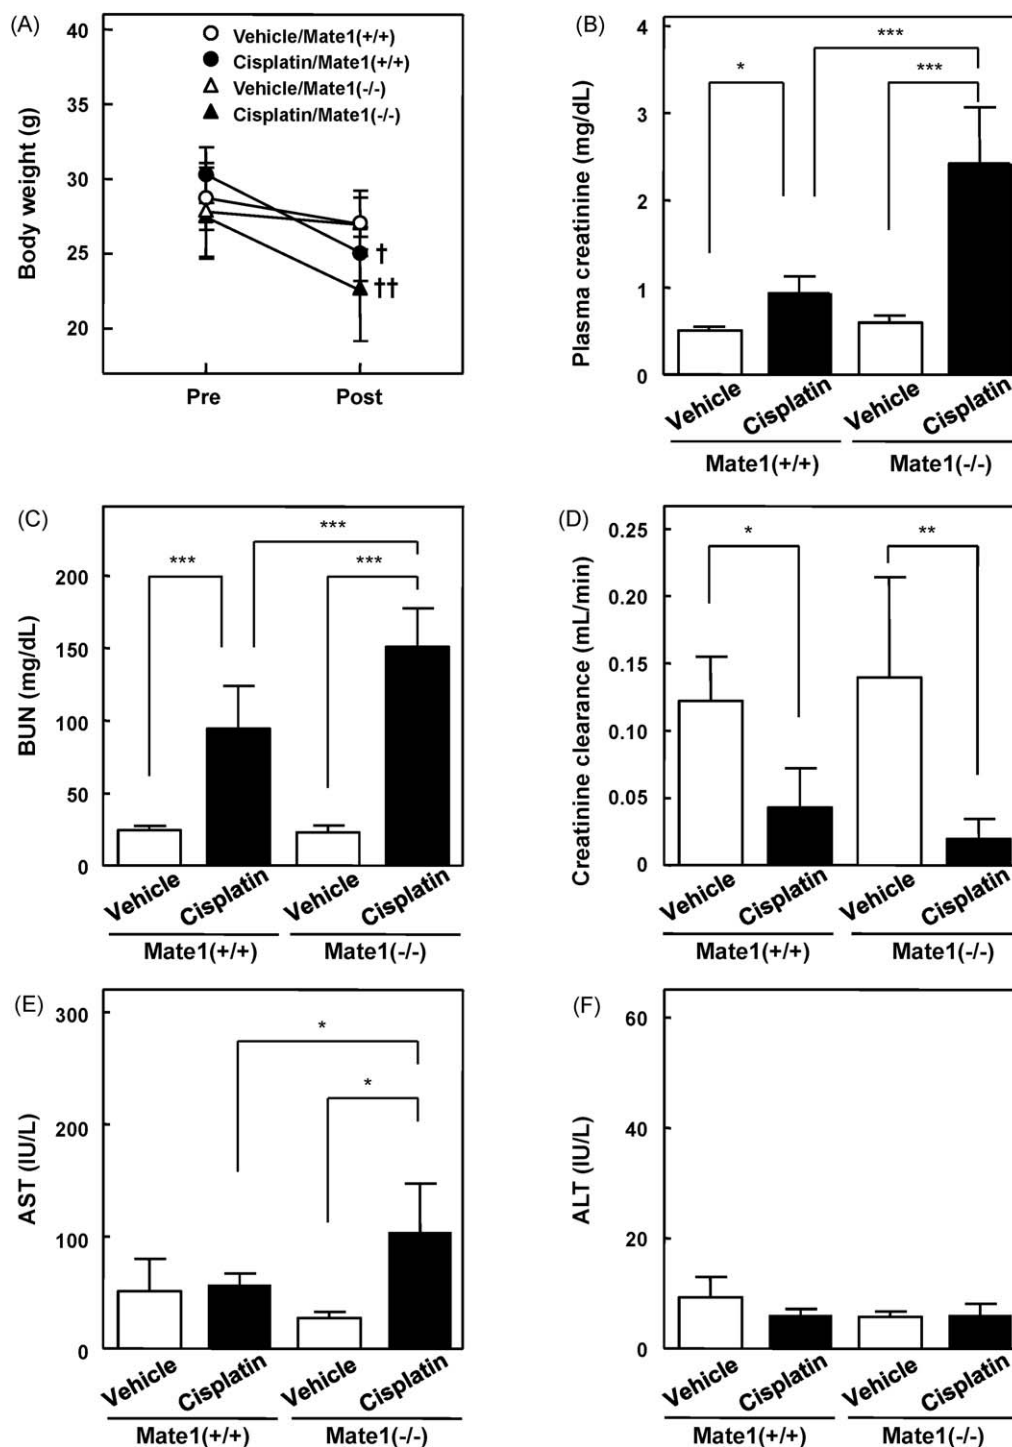 (A)
Body weight (g)
40
35
30
25
20
Vehicle/Mate1(+/+)
Cisplatin/Mate1(+/+)
Vehicle/Mate1(-/-)
Cisplatin/Mate1(-/-)
†
††
Pre Post
(B)
Plasma creatinine (mg/dL)
4
3
2
1
0
*
***
***
Vehicle Cisplatin Vehicle Cisplatin
Mate1(+/+) Mate1(-/-)
(C)
BUN (mg/dL)
200
150
100
50
0
***
***
***
Vehicle Cisplatin Vehicle Cisplatin
Mate1(+/+) Mate1(-/-)
(D)
Creatinine clearance (mL/min)
0.25
0.20
0.15
0.10
0.05
0
*
**
Vehicle Cisplatin Vehicle Cisplatin
Mate1(+/+) Mate1(-/-)
(E)
AST (IU/L)
300
200
100
0
*
*
Vehicle Cisplatin Vehicle Cisplatin
Mate1(+/+) Mate1(-/-)
(F)
ALT (IU/L)
60
40
20
0
Vehicle Cisplatin Vehicle Cisplatin
Mate1(+/+) Mate1(-/-)